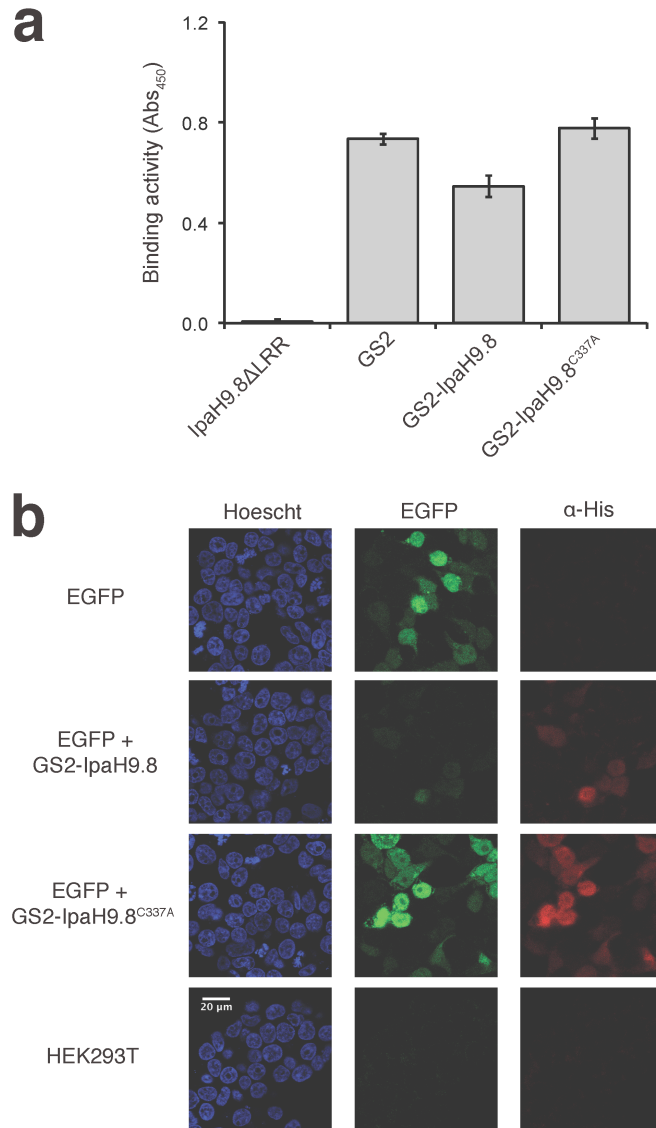 a
Binding activity (Abs450)
1.2
0.8
0.4
0.0
IpaH9.8ΔLRR
GS2
GS2-IpaH9.8
GS2-IpaH9.8C337A
b
Hoescht
EGFP
α-His
EGFP
EGFP +
GS2-IpaH9.8
EGFP +
GS2-IpaH9.8C337A
HEK293T
20 μm